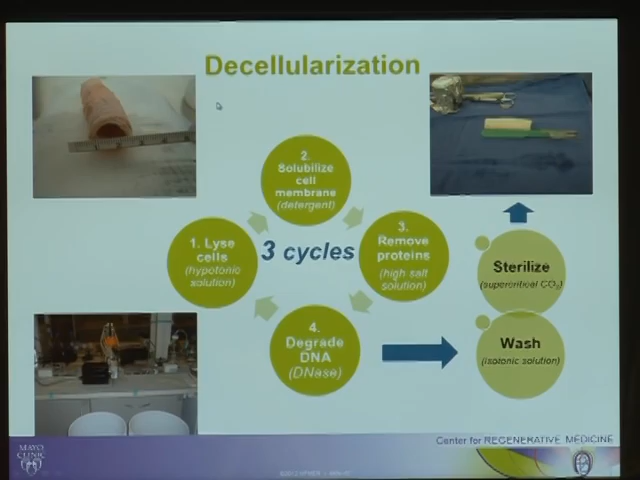 Decellularization
2.
Solubilize
cell
membrane
(detergent)
1. Lyse
cells
(hypotonic
solution)
3 cycles
3.
Remove
proteins
(high salt
solution)
4.
Degrade
DNA
(DNase)
Sterilize
(supercritical CO₂)
Wash
(isotonic solution)
Center for REGENERATIVE MEDICINE
MAYO
CLINIC